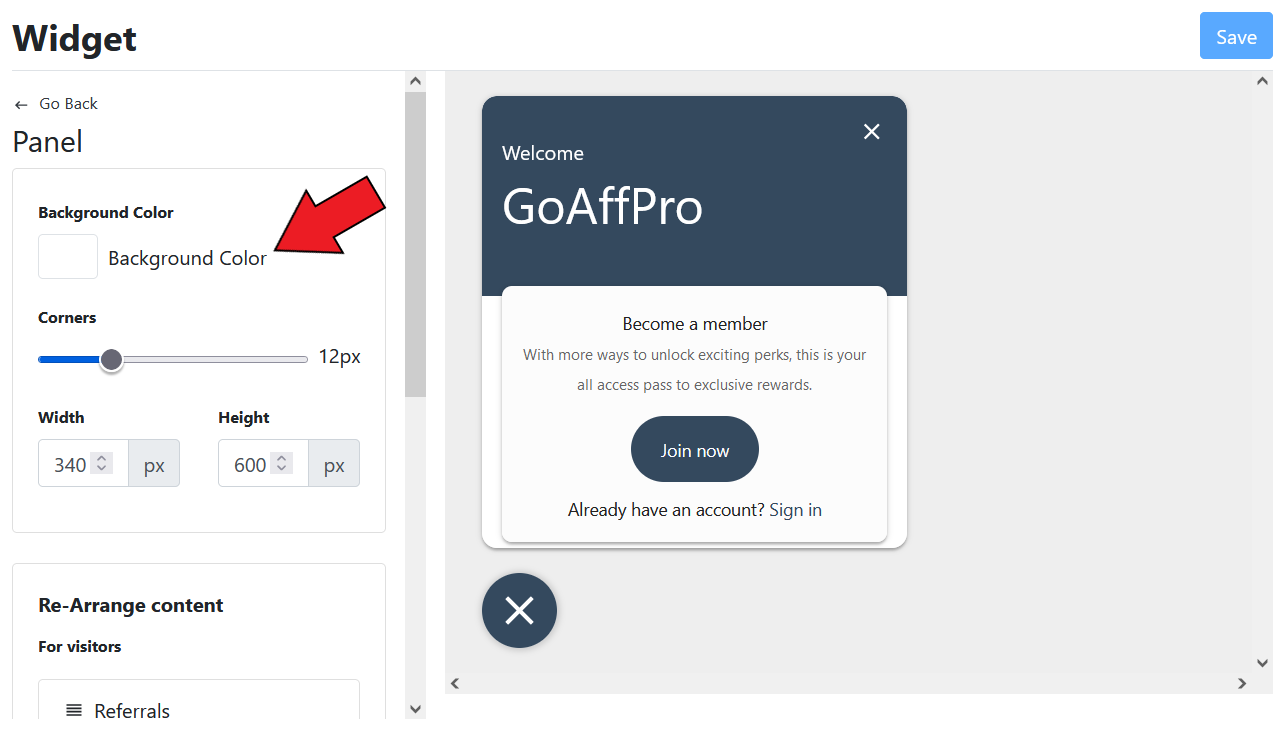 Widget
Save
Go Back
Panel
Background Color
Background Color
Corners
12px
Width
Height
340 px
600 px
Re-Arrange content
For visitors
Referrals
Welcome
GoAffPro
Become a member
With more ways to unlock exciting perks, this is your
all access pass to exclusive rewards.
Join now
Already have an account? Sign in